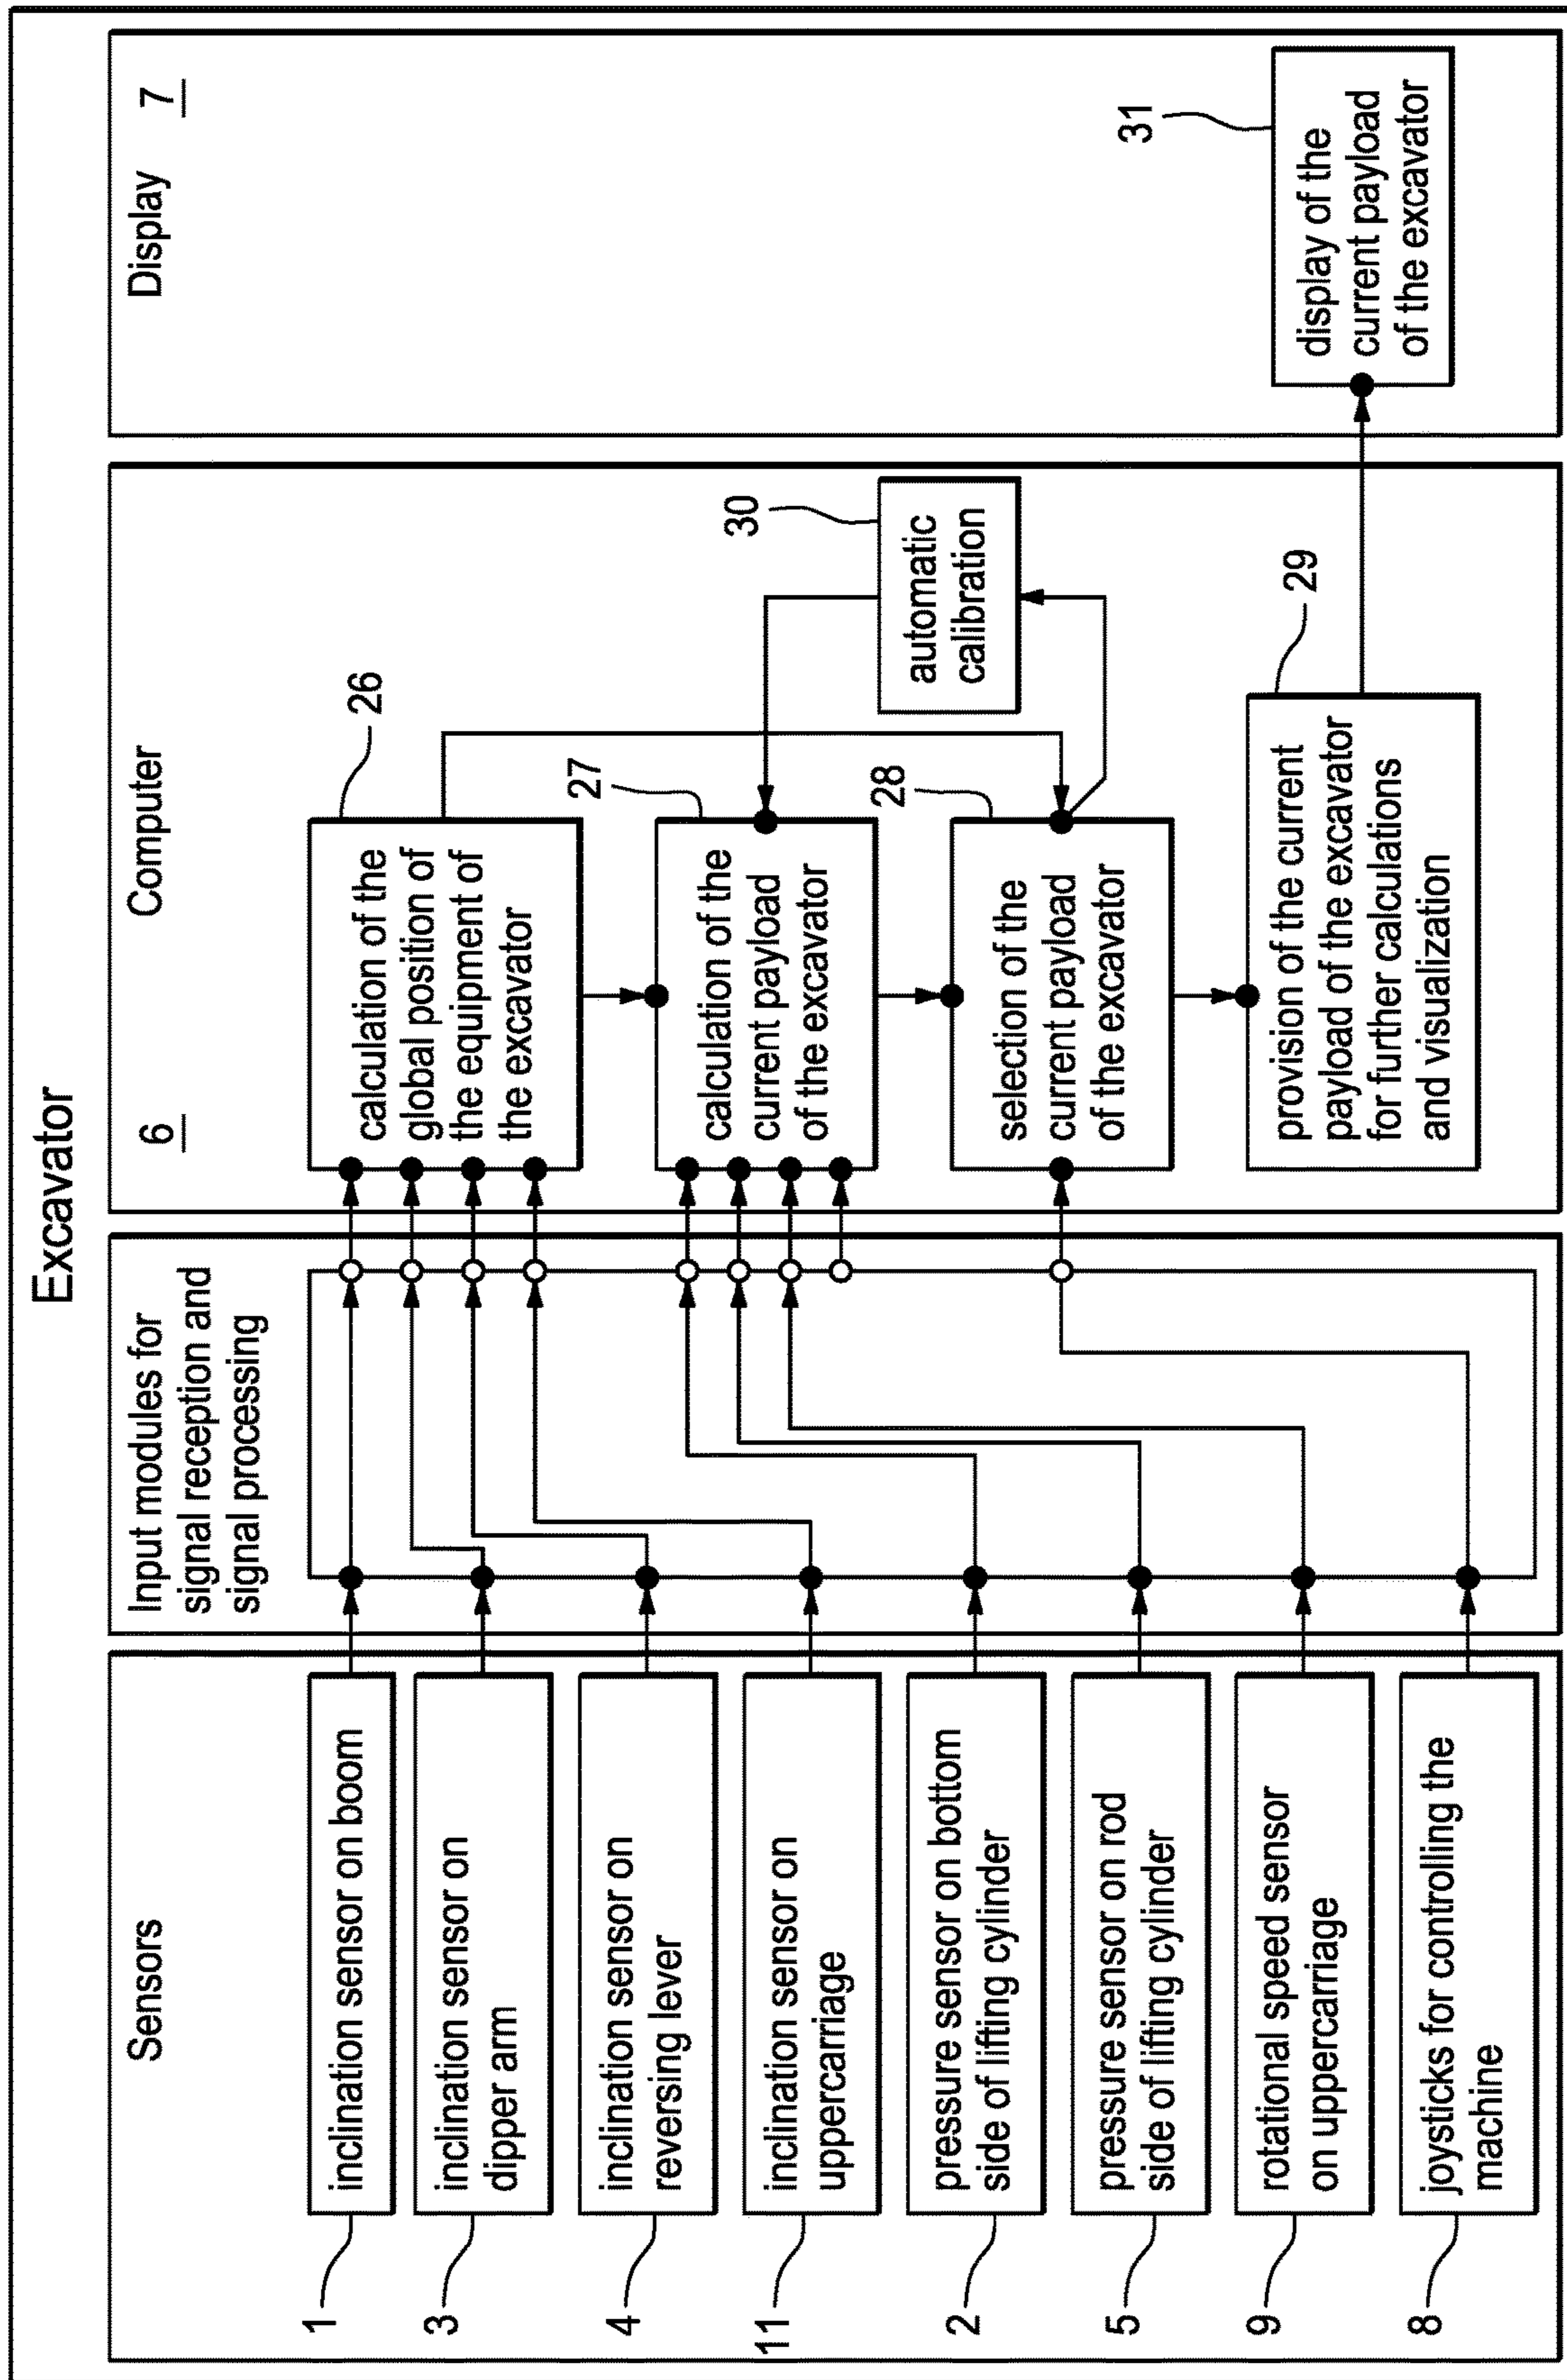 Excavator
Sensors
1
inclination sensor on boom
3
inclination sensor on
dipper arm
4
inclination sensor on
reversing lever
11
inclination sensor on
uppercarriage
2
pressure sensor on bottom
side of lifting cylinder
5
pressure sensor on rod
side of lifting cylinder
9
rotational speed sensor
on uppercarriage
8
joysticks for controlling the
machine
Input modules for
signal reception and
signal processing
6
Computer
26
calculation of the
global position of
the equipment of
the excavator
27
calculation of the
current payload
of the excavator
28
selection of the
current payload
of the excavator
30
automatic
calibration
29
provision of the current
payload of the excavator
for further calculations
and visualization
Display 7
31
display of the
current payload
of the excavator